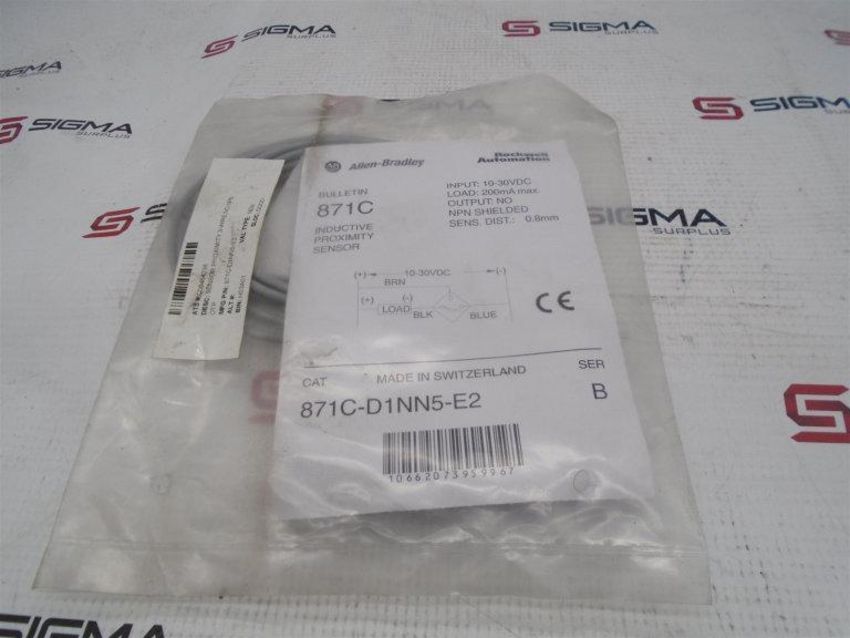 SIGMA
SURPLUS
SIGMA
SURPLUS
SIGMA
SIGMA
SURPLUS
SIGMA
SURPLUS
Allen-Bradley
Rockwell
Automation
BULLETIN
871C
INDUCTIVE
PROXIMITY
SENSOR
INPUT: 10-30VDC
LOAD: 200mA max.
OUTPUT: NO
NPN SHIELDED
SENS. DIST.: 0.8mm
(+) 10-30VDC (-)
BRN
(+) LOAD (-)
BLK BLUE
CE
CAT MADE IN SWITZERLAND SER
871C-D1NN5-E2 B
10662073959967
SIGMA
SURPLUS
SIGMA